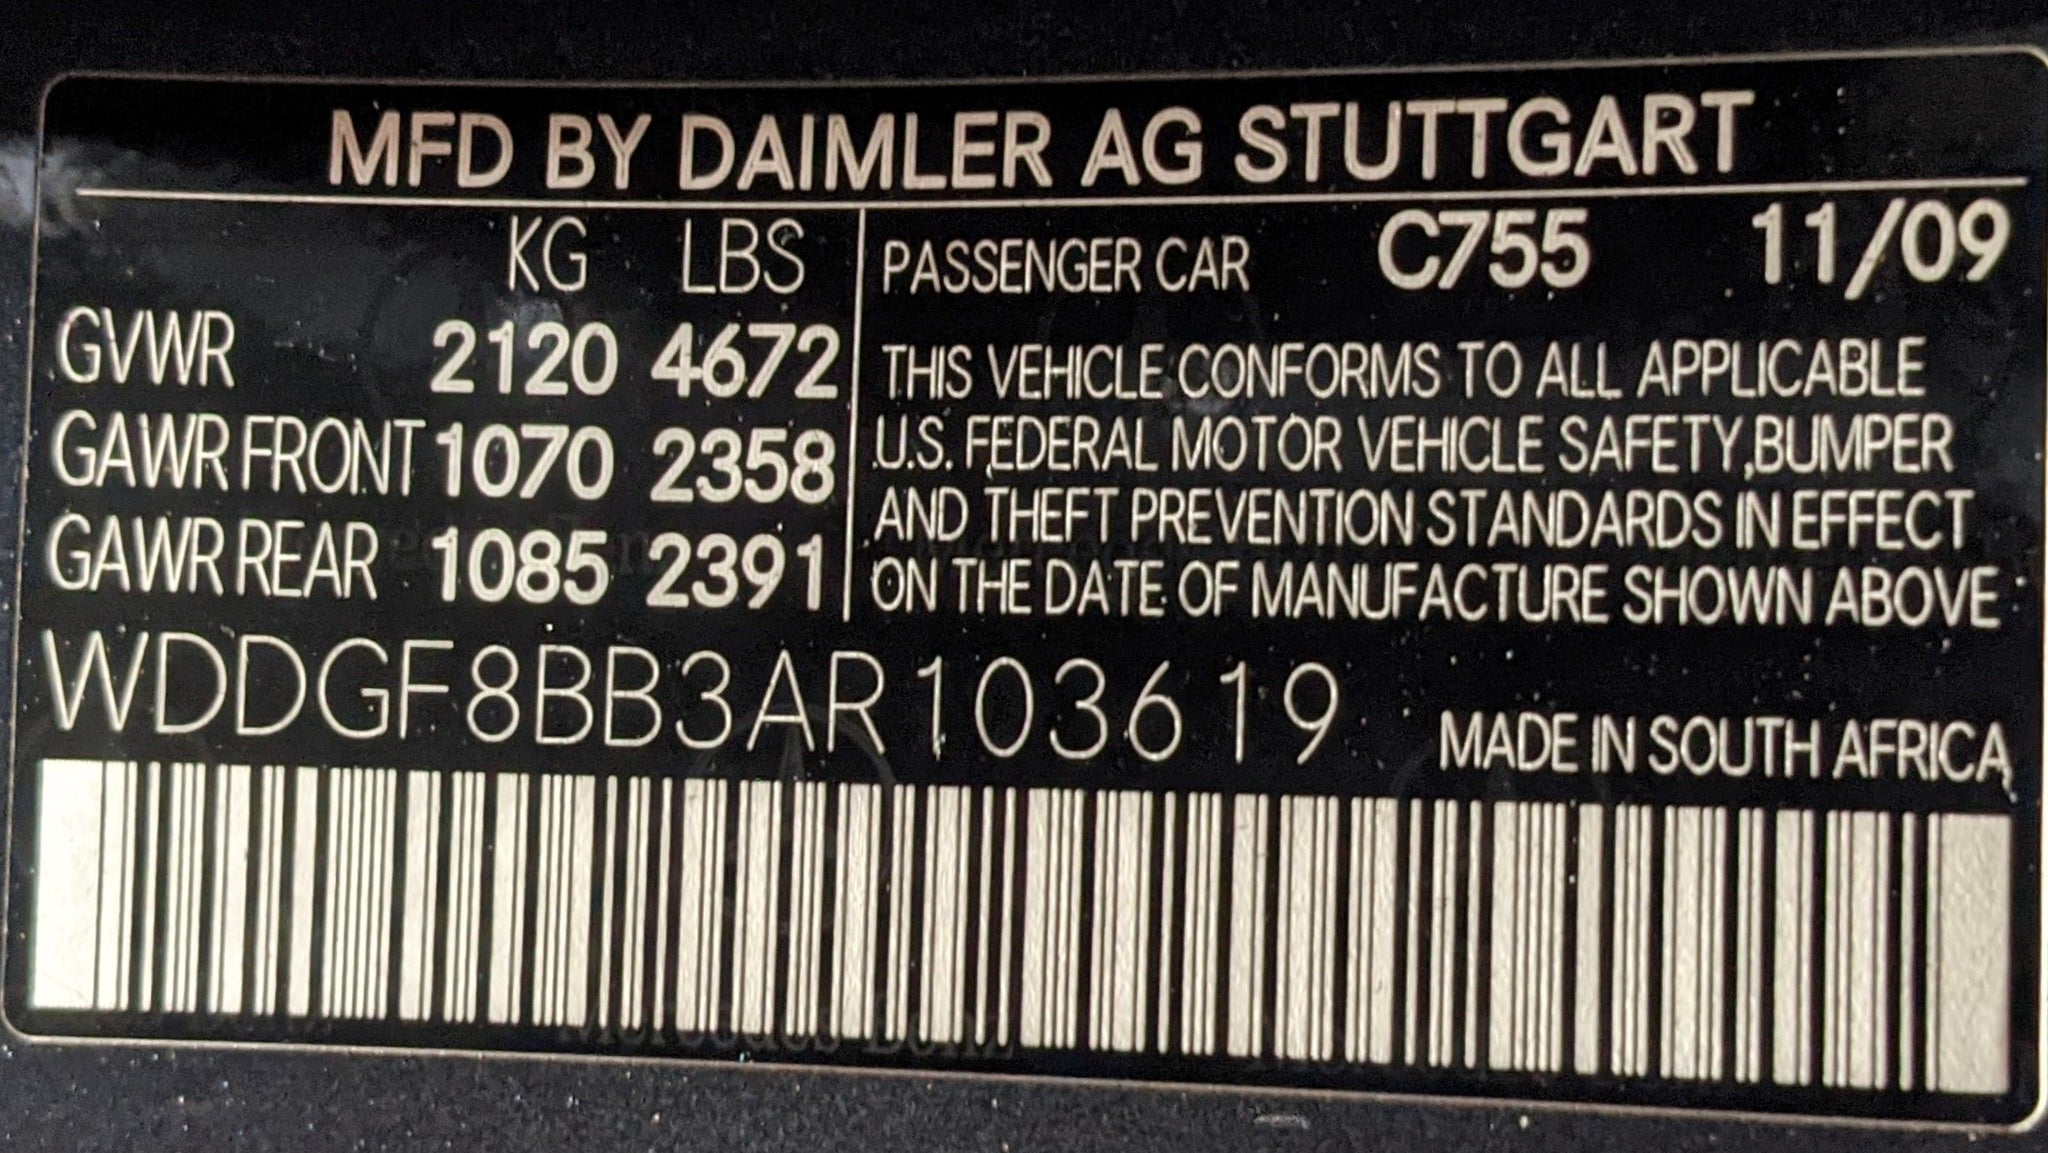 MFD BY DAIMLER AG STUTTGART
KG LBS
GVWR 2120 4672
GAWR FRONT 1070 2358
GAWR REAR 1085 2391
PASSENGER CAR C755 11/09
THIS VEHICLE CONFORMS TO ALL APPLICABLE
U.S. FEDERAL MOTOR VEHICLE SAFETY,BUMPER
AND THEFT PREVENTION STANDARDS IN EFFECT
ON THE DATE OF MANUFACTURE SHOWN ABOVE
WDDGF8BB3AR103619
MADE IN SOUTH AFRICA
Mercedes-Benz